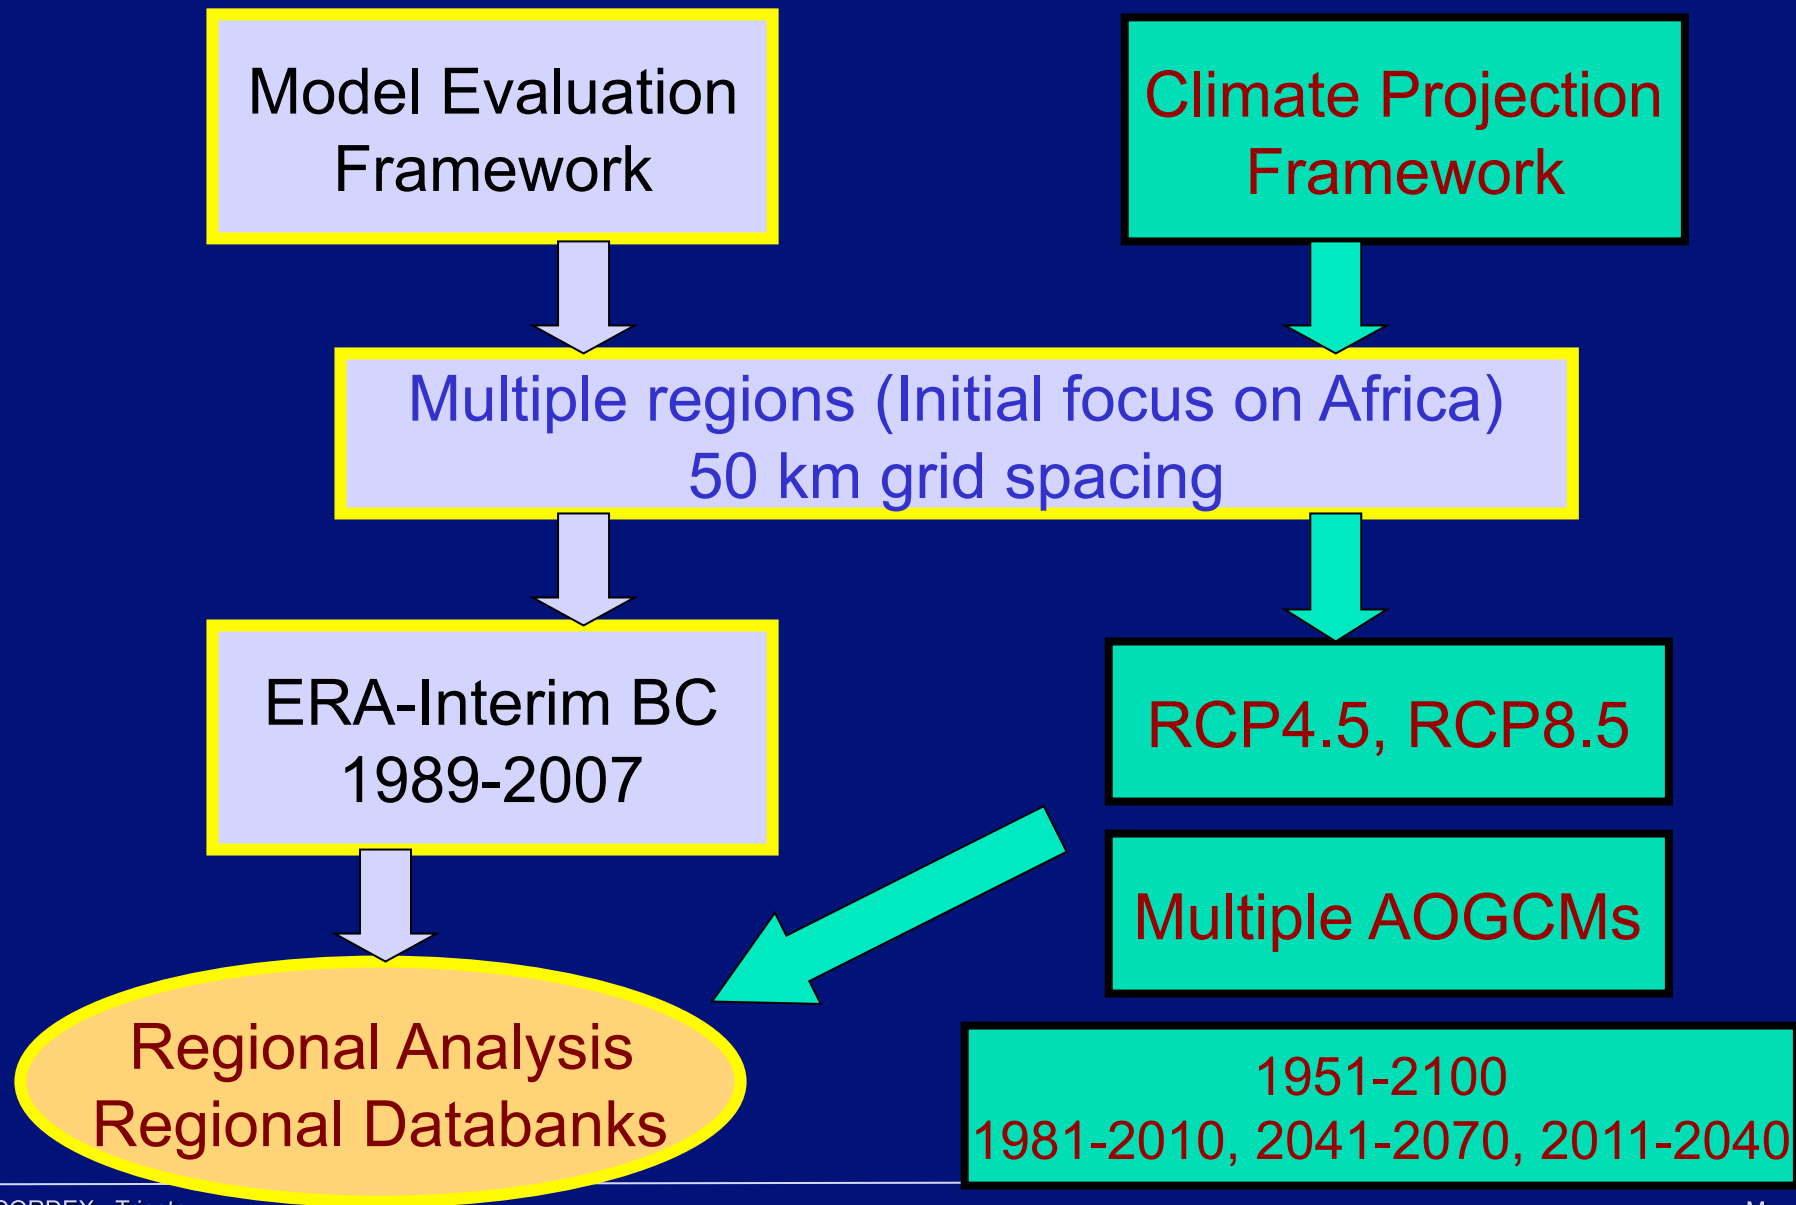 Model Evaluation
Framework
Climate Projection
Framework
Multiple regions (Initial focus on Africa)
50 km grid spacing
ERA-Interim BC
1989-2007
RCP4.5, RCP8.5
Multiple AOGCMs
Regional Analysis
Regional Databanks
1951-2100
1981-2010, 2041-2070, 2011-2040